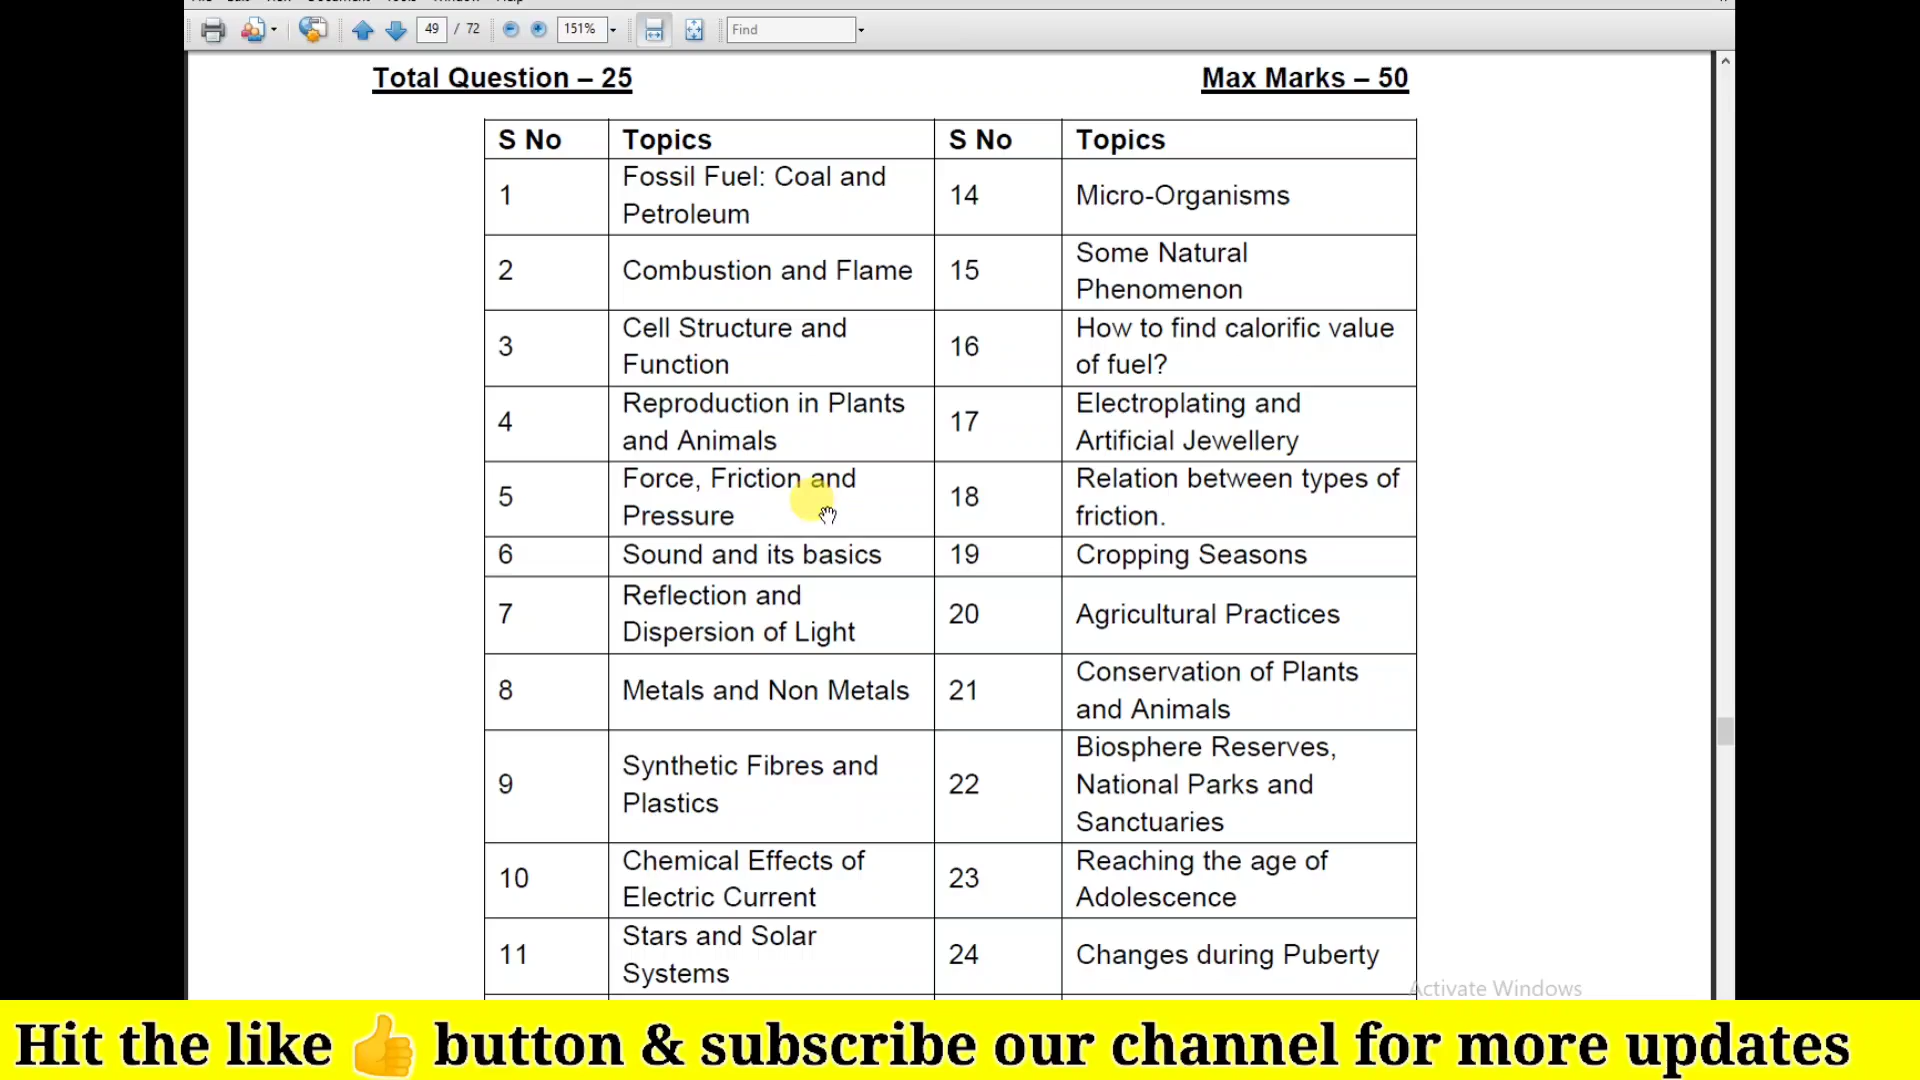 49 / 72 151% Find
Total Question – 25 Max Marks – 50
S No Topics S No Topics
1 Fossil Fuel: Coal and Petroleum 14 Micro-Organisms
2 Combustion and Flame 15 Some Natural Phenomenon
3 Cell Structure and Function 16 How to find calorific value of fuel?
4 Reproduction in Plants and Animals 17 Electroplating and Artificial Jewellery
5 Force, Friction and Pressure 18 Relation between types of friction.
6 Sound and its basics 19 Cropping Seasons
7 Reflection and Dispersion of Light 20 Agricultural Practices
8 Metals and Non Metals 21 Conservation of Plants and Animals
9 Synthetic Fibres and Plastics 22 Biosphere Reserves, National Parks and Sanctuaries
10 Chemical Effects of Electric Current 23 Reaching the age of Adolescence
11 Stars and Solar Systems 24 Changes during Puberty
Activate Windows
Hit the like 👍 button & subscribe our channel for more updates